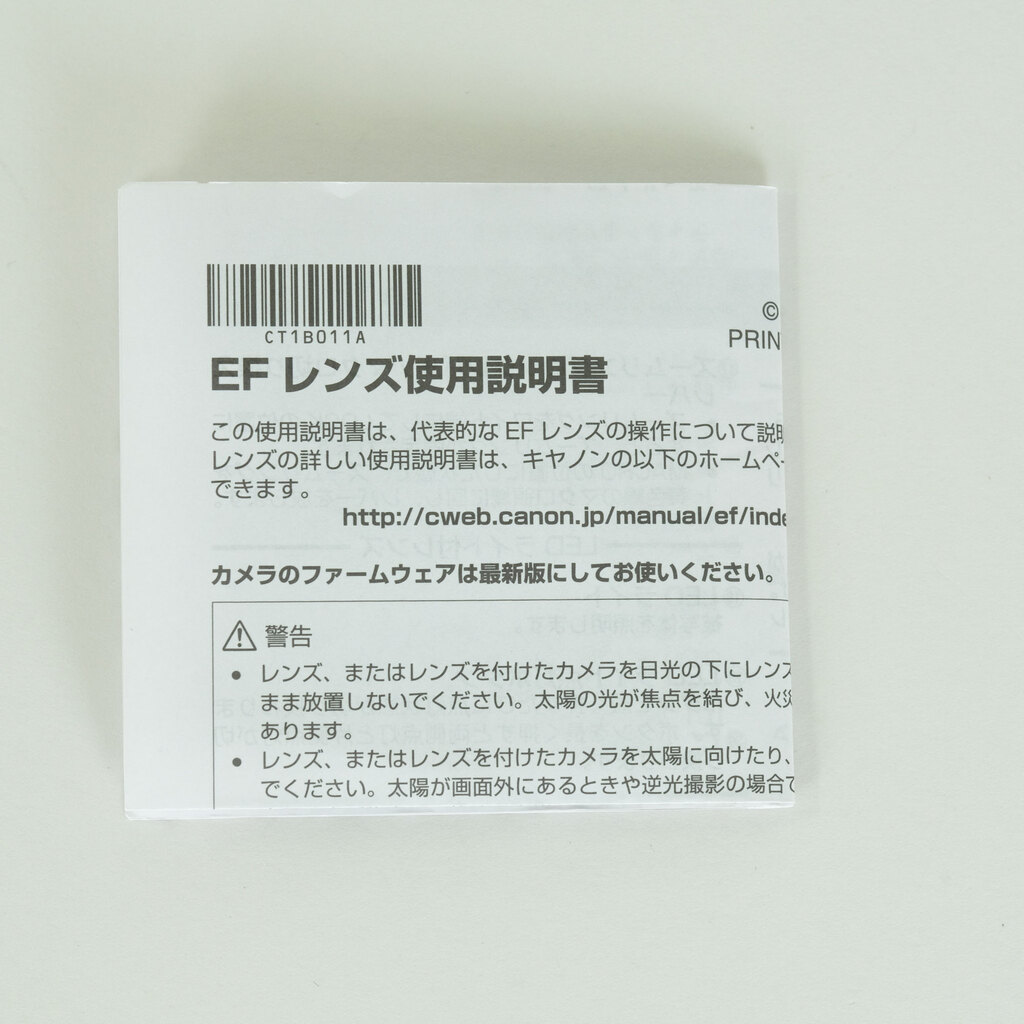 CT1B011A
©
PRIN
EF レンズ使用説明書
この使用説明書は、代表的な EF レンズの操作について説明
レンズの詳しい使用説明書は、キヤノンの以下のホームペー
できます。
http://cweb.canon.jp/manual/ef/inde
カメラのファームウェアは最新版にしてお使いください。
警告
● レンズ、またはレンズを付けたカメラを日光の下にレンズ
まま放置しないでください。太陽の光が焦点を結び、火災
あります。
● レンズ、またはレンズを付けたカメラを太陽に向けたり、
でください。太陽が画面外にあるときや逆光撮影の場合で